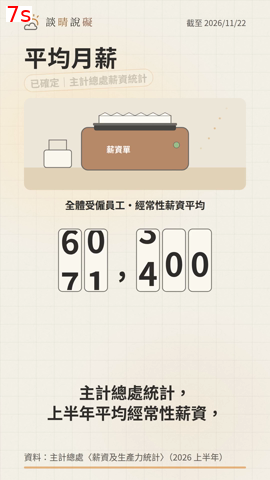 7s
談晴說礙
截至 2026/11/22
平均月薪
已確定｜主計總處薪資統計
薪資單
全體受僱員工・經常性薪資平均
主計總處統計，
上半年平均經常性薪資，
資料：主計總處〈薪資及生產力統計〉（2026 上半年）